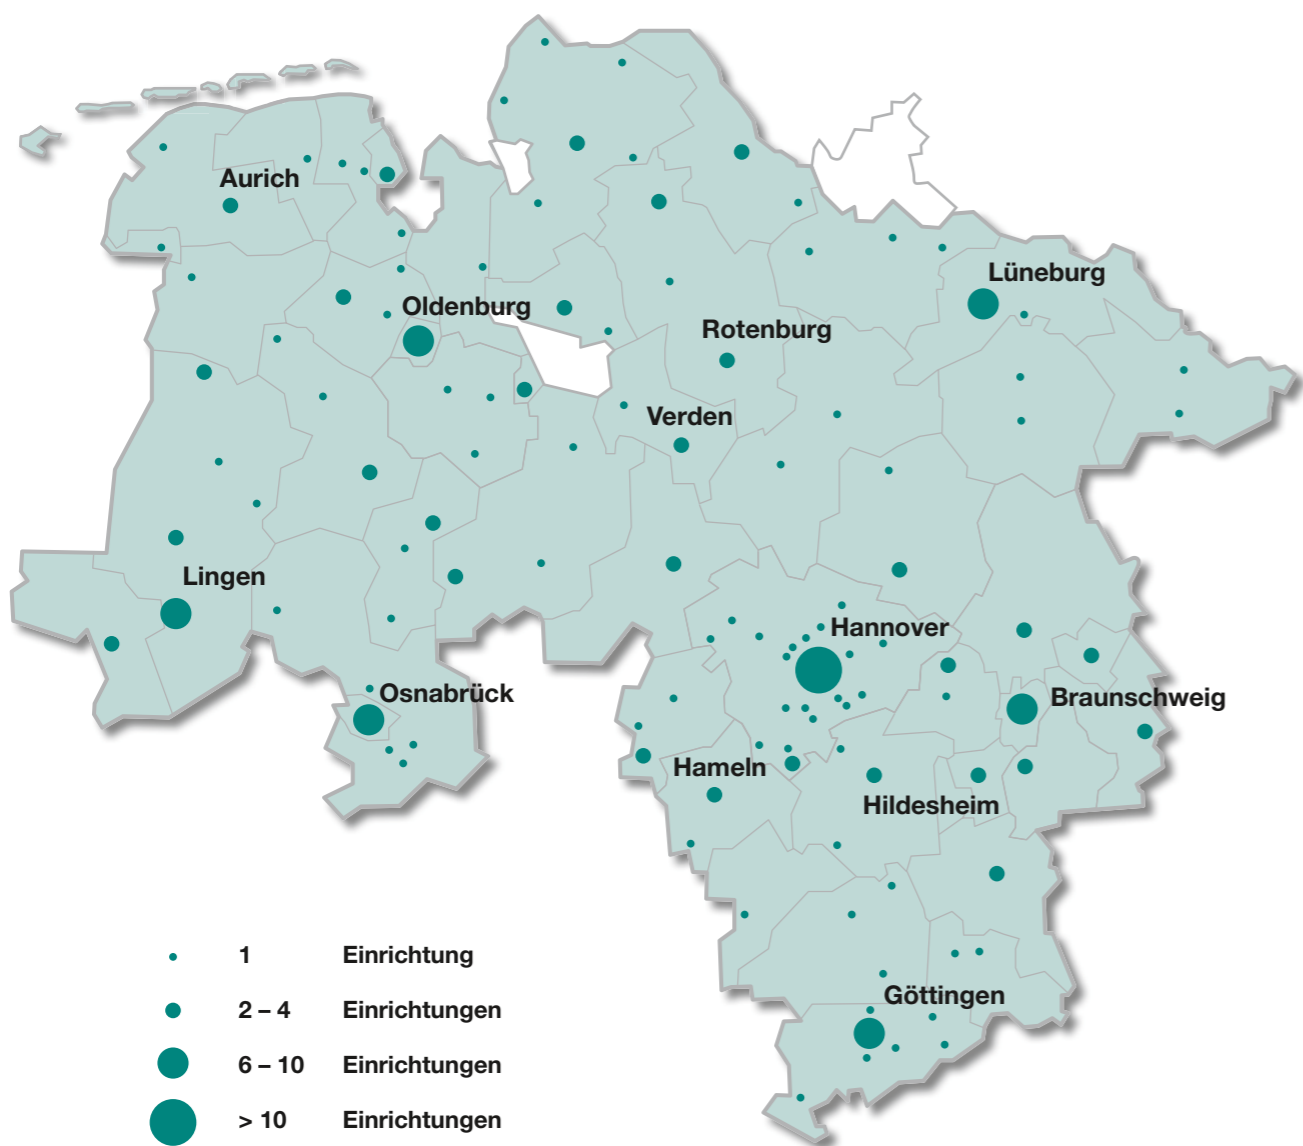 Aurich
Lüneburg
Oldenburg
Rotenburg
Verden
Lingen
Hannover
Osnabrück
Braunschweig
Hameln
Hildesheim
Göttingen
1 Einrichtung
2 – 4 Einrichtungen
6 – 10 Einrichtungen
> 10 Einrichtungen